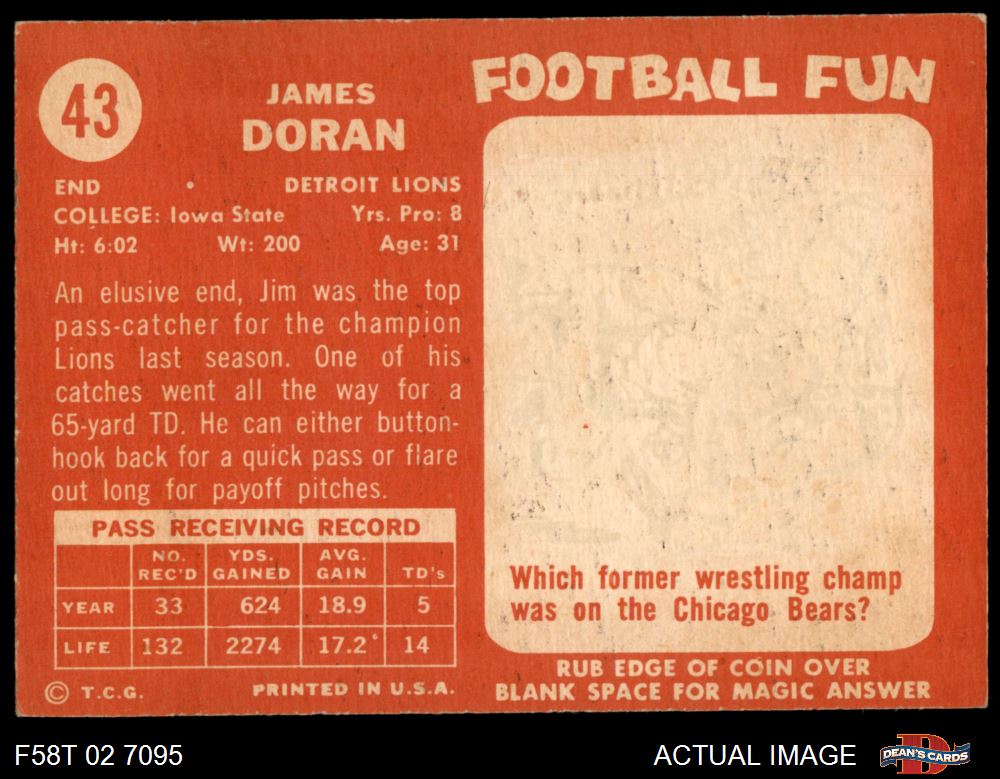 43
JAMES
DORAN
END • DETROIT LIONS
COLLEGE: Iowa State Yrs. Pro: 8
Ht: 6:02 Wt: 200 Age: 31
An elusive end, Jim was the top
pass-catcher for the champion
Lions last season. One of his
catches went all the way for a
65-yard TD. He can either button-
hook back for a quick pass or flare
out long for payoff pitches.
PASS RECEIVING RECORD
NO. REC'D YDS. GAINED AVG. GAIN TD's
YEAR 33 624 18.9 5
LIFE 132 2274 17.2 14
© T.C.G. PRINTED IN U.S.A.
FOOTBALL FUN
Which former wrestling champ
was on the Chicago Bears?
RUB EDGE OF COIN OVER
BLANK SPACE FOR MAGIC ANSWER
F58T 02 7095 ACTUAL IMAGE DEAN'S CARDS